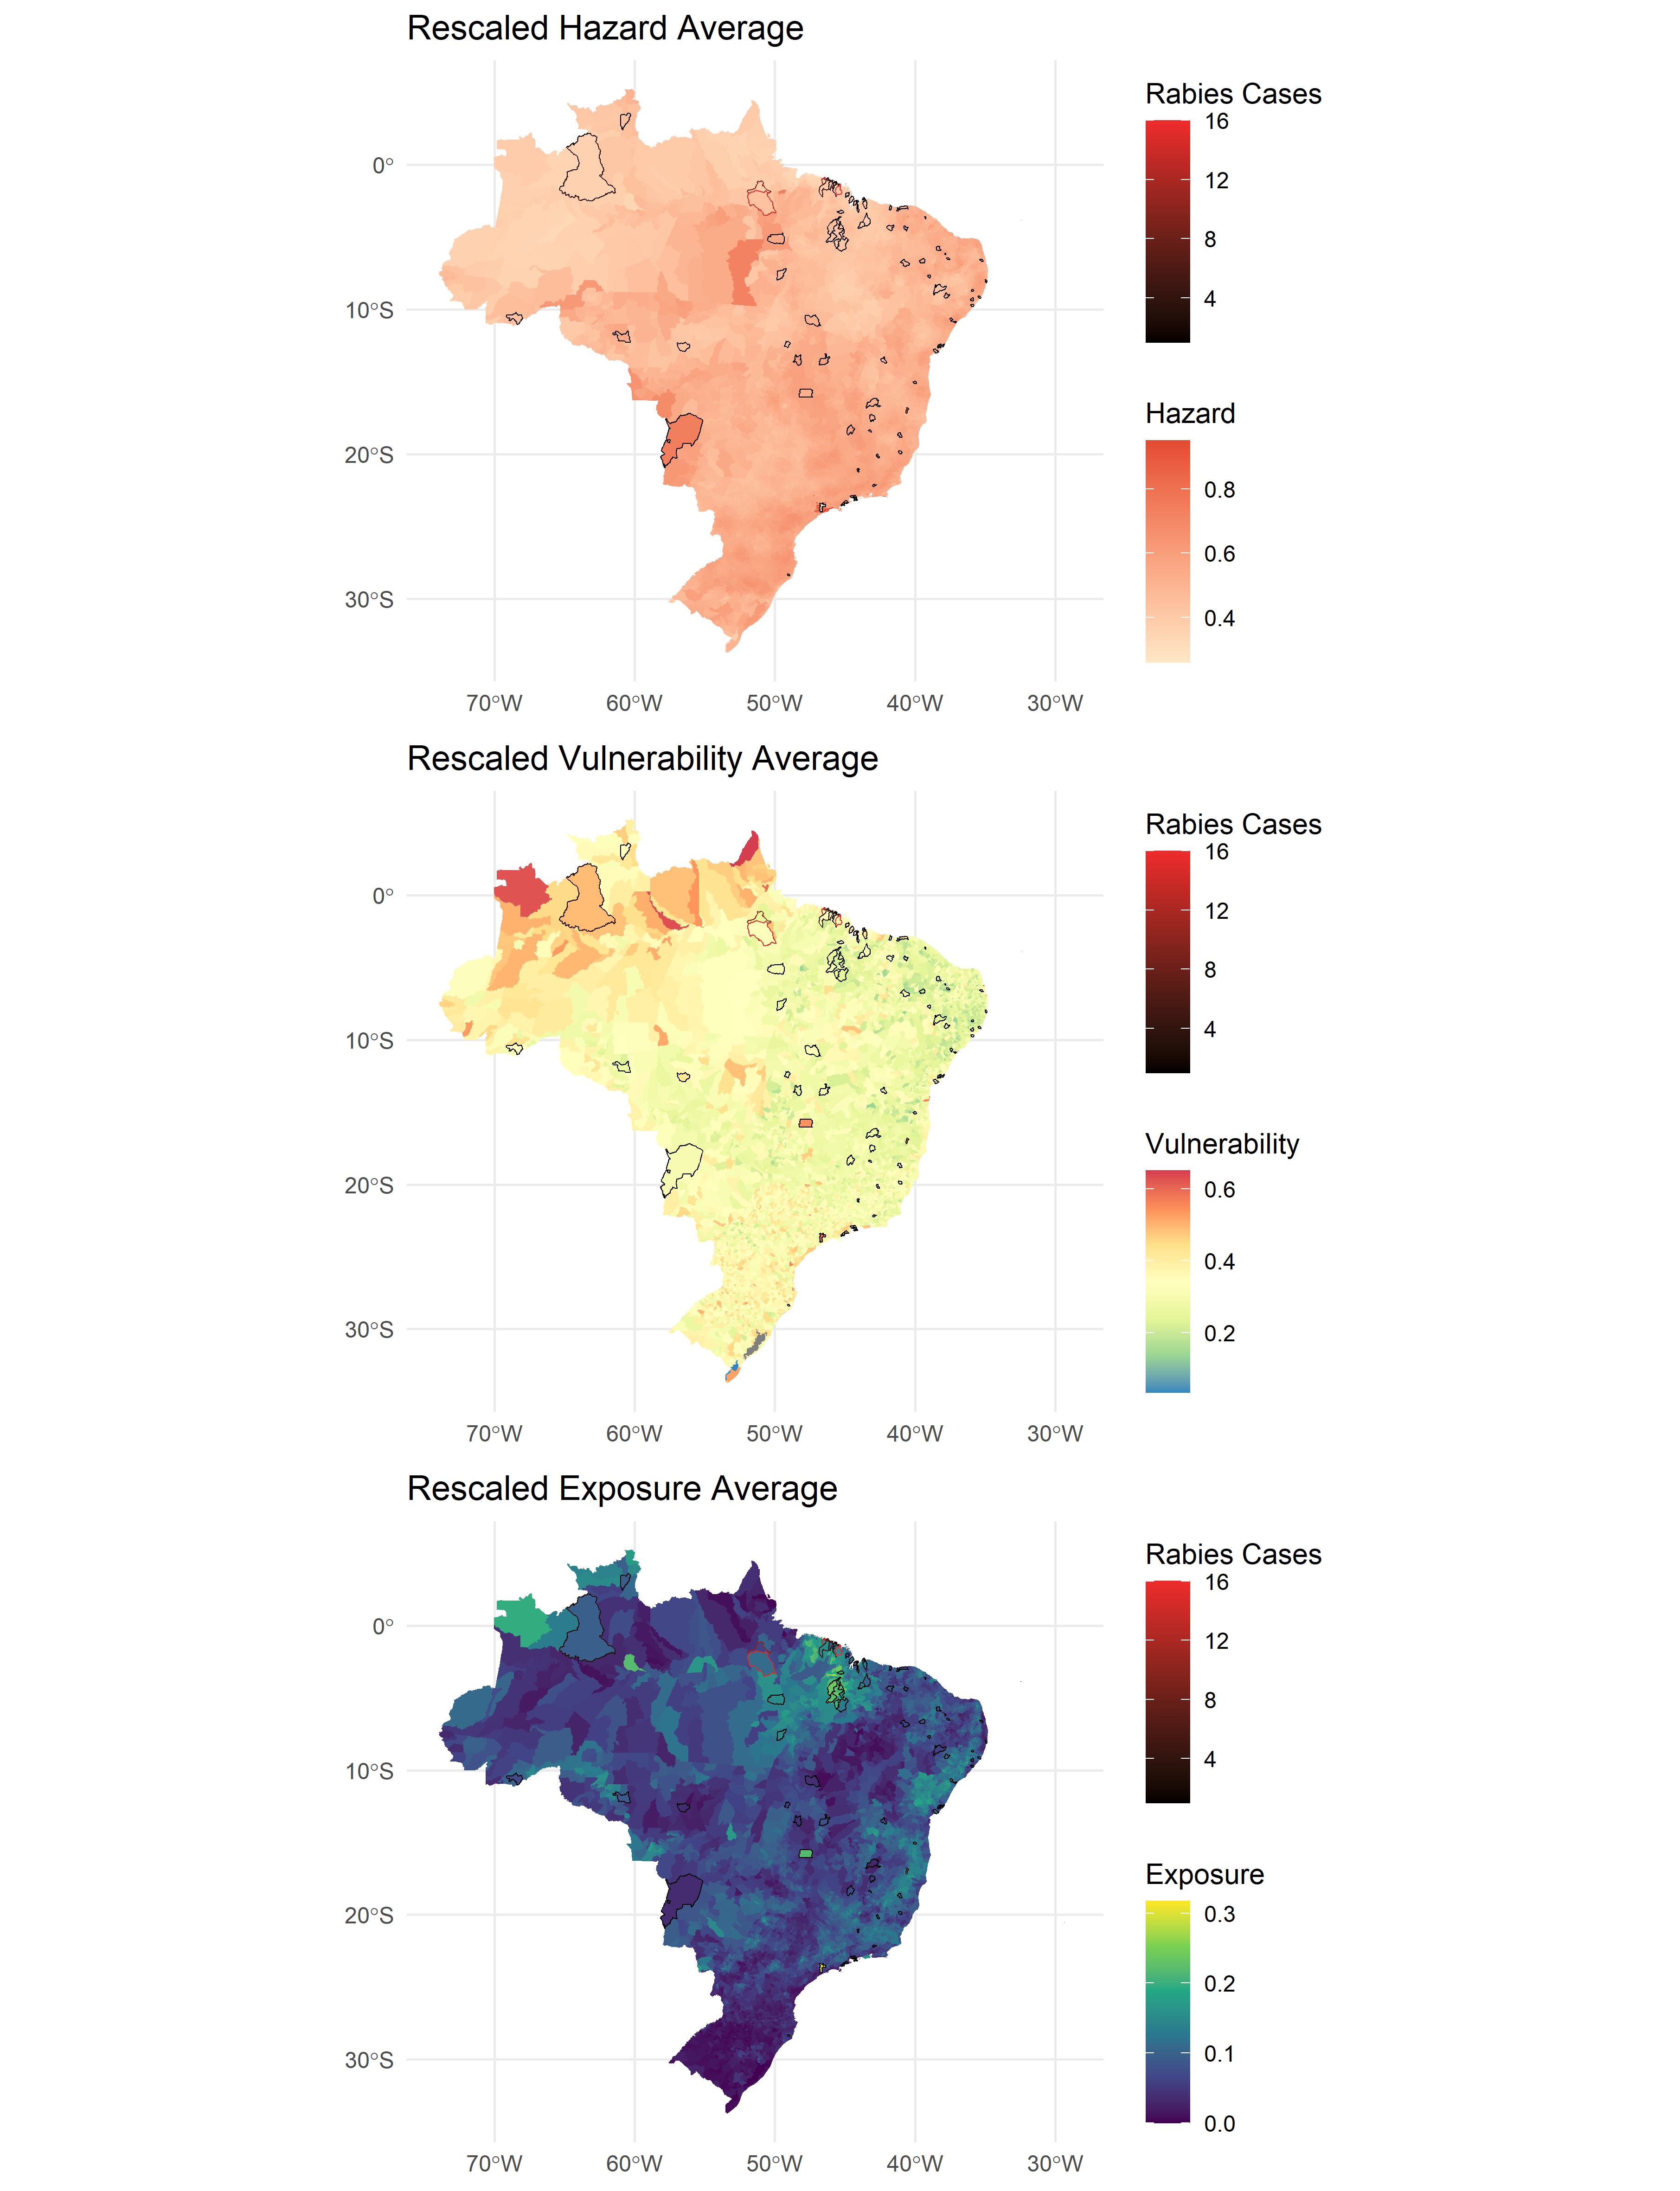 Rescaled Hazard Average
Rabies Cases
16
12
8
4
Hazard
0.8
0.6
0.4
0°
10°S
20°S
30°S
70°W 60°W 50°W 40°W 30°W
Rescaled Vulnerability Average
Rabies Cases
16
12
8
4
Vulnerability
0.6
0.4
0.2
0°
10°S
20°S
30°S
70°W 60°W 50°W 40°W 30°W
Rescaled Exposure Average
Rabies Cases
16
12
8
4
Exposure
0.3
0.2
0.1
0.0
0°
10°S
20°S
30°S
70°W 60°W 50°W 40°W 30°W